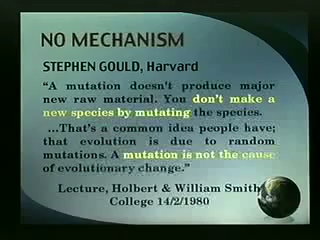 NO MECHANISM
STEPHEN GOULD, Harvard
“A mutation doesn't produce major
new raw material. You don't make a
new species by mutating the species.
...That's a common idea people have;
that evolution is due to random
mutations. A mutation is not the cause
of evolutionary change.”
Lecture, Holbert & William Smith
College 14/2/1980